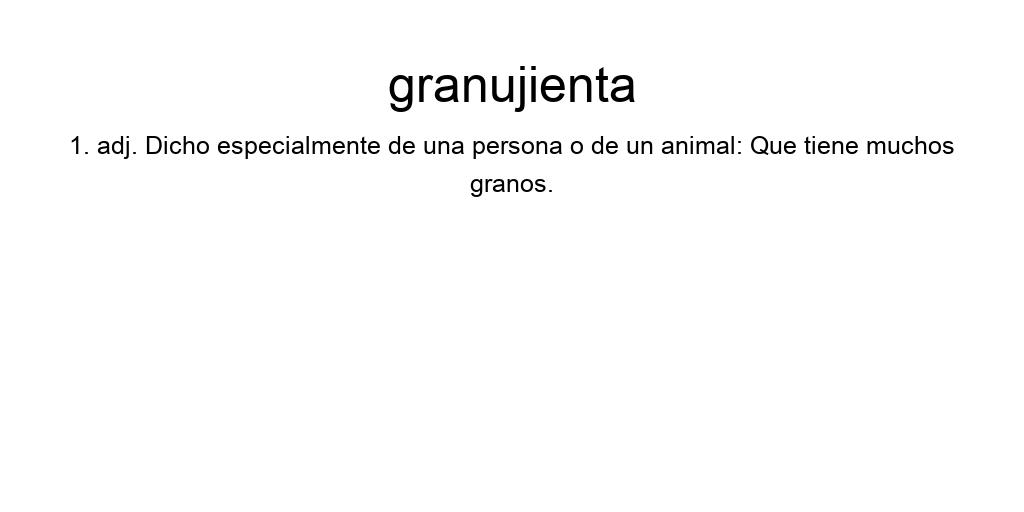 granujienta
1. adj. Dicho especialmente de una persona o de un animal: Que tiene muchos
granos.